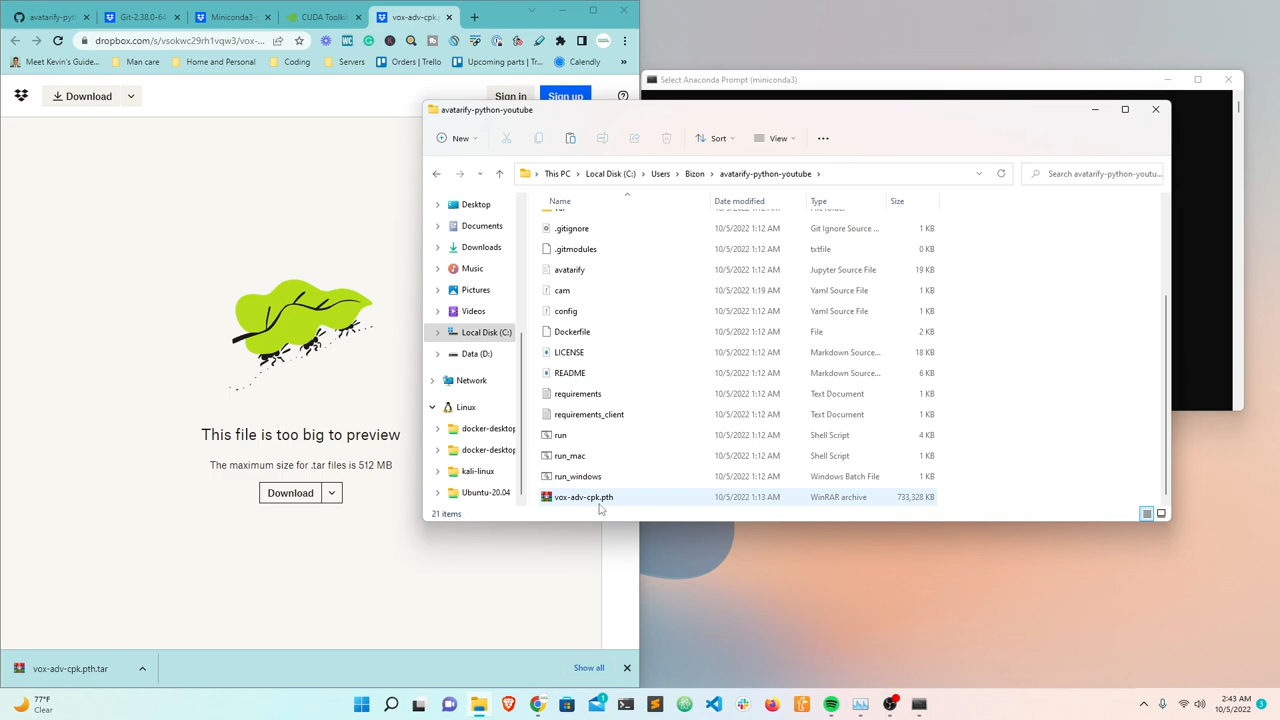 avatarify-pytho
Git-2.38.0-64
Miniconda3-
CUDA Toolki
vox-adv-cpk.
dropbox.com/s/vsokwc29rh1vqw3/vox-...
Meet Kevin's Guide...
Man care
Home and Personal
Coding
Servers
Orders | Trello
Upcoming parts | Tr...
Calendly
»
Download
Sign in
Sign up
This file is too big to preview
The maximum size for .tar files is 512 MB
Download
vox-adv-cpk.pth.tar
Show all
Select Anaconda Prompt (miniconda3)
avatarify-python-youtube
New
Sort
View
This PC
Local Disk (C:)
Users
Bizon
avatarify-python-youtube
Search avatarify-python-youtu...
Desktop
Documents
Downloads
Music
Pictures
Videos
Local Disk (C:)
Data (D:)
Network
Linux
docker-desktop
docker-desktop
kali-linux
Ubuntu-20.04
Name Date modified Type Size
.gitignore 10/5/2022 1:12 AM Git Ignore Source ... 1 KB
.gitmodules 10/5/2022 1:12 AM txtfile 0 KB
avatarify 10/5/2022 1:12 AM Jupyter Source File 19 KB
cam 10/5/2022 1:19 AM Yaml Source File 1 KB
config 10/5/2022 1:12 AM Yaml Source File 1 KB
Dockerfile 10/5/2022 1:12 AM File 2 KB
LICENSE 10/5/2022 1:12 AM Markdown Source... 18 KB
README 10/5/2022 1:12 AM Markdown Source... 6 KB
requirements 10/5/2022 1:12 AM Text Document 1 KB
requirements_client 10/5/2022 1:12 AM Text Document 1 KB
run 10/5/2022 1:12 AM Shell Script 4 KB
run_mac 10/5/2022 1:12 AM Shell Script 1 KB
run_windows 10/5/2022 1:12 AM Windows Batch File 1 KB
vox-adv-cpk.pth 10/5/2022 1:13 AM WinRAR archive 733,328 KB
21 items
77°F
Clear
2:43 AM
10/5/2022
3